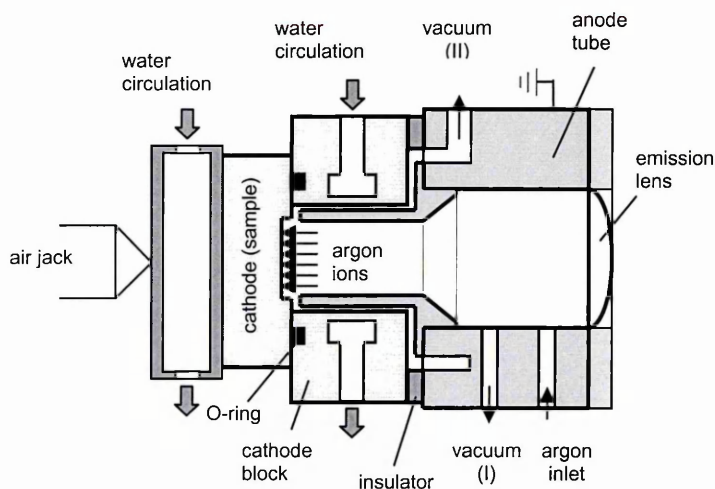 water
circulation
vacuum
(II)
anode
tube
water
circulation
emission
lens
air jack
cathode (sample)
argon
ions
O-ring
cathode
block
insulator
vacuum
(I)
argon
inlet